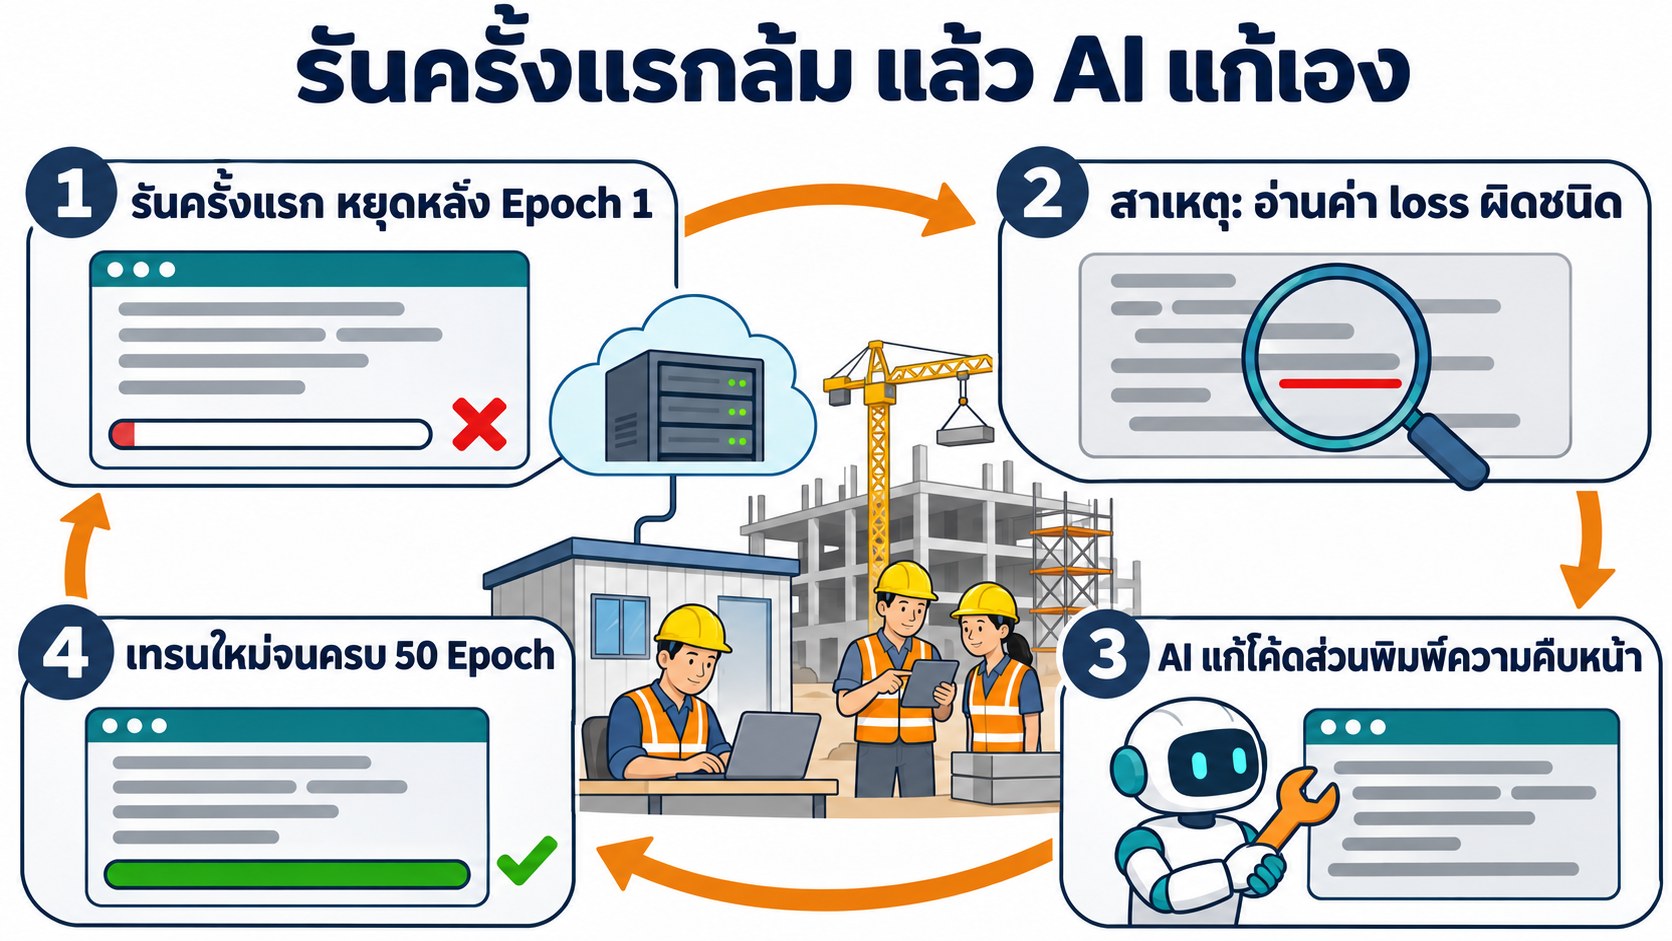 รันครั้งแรกล้ม แล้ว AI แก้เอง
1 รันครั้งแรก หยุดหลัง Epoch 1
2 สาเหตุ: อ่านค่า loss ผิดชนิด
3 AI แก้โค้ดส่วนพิมพ์ความคืบหน้า
4 เทรนใหม่จนครบ 50 Epoch